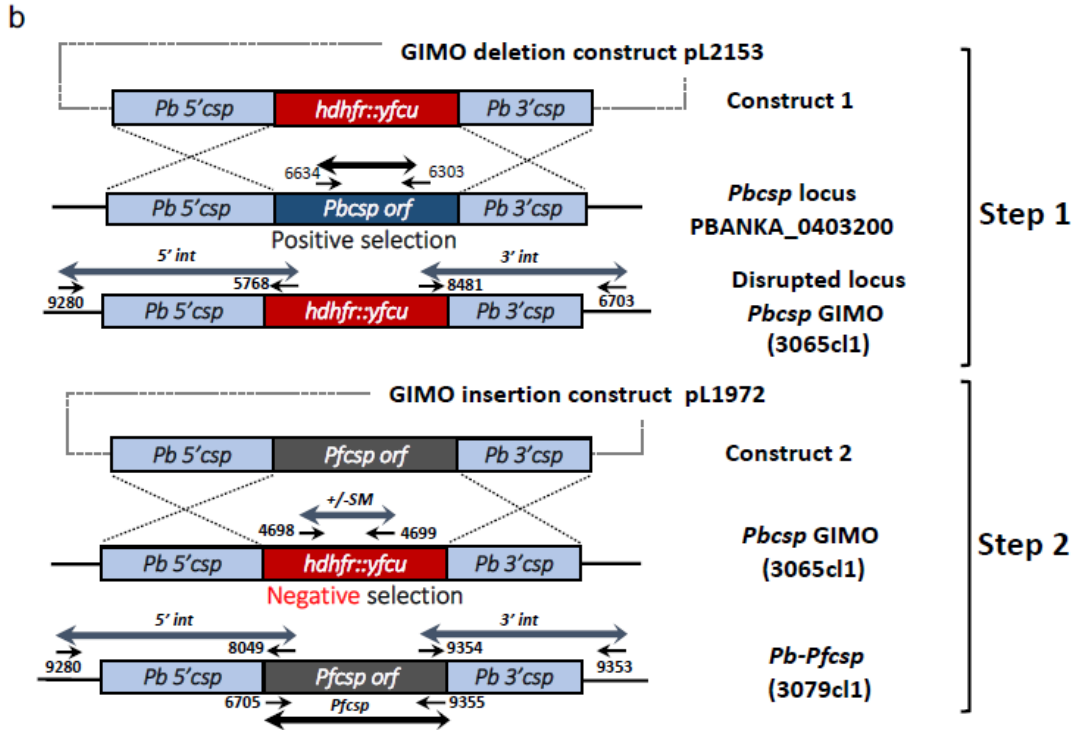 b
GIMO deletion construct pL2153
Pb 5'csp hdhfr::yfcu Pb 3'csp Construct 1
6634 6303
Pb 5'csp Pbcsp orf Pb 3'csp Pbcsp locus
PBANKA_0403200
Positive selection
Step 1
5' int 3' int
9280 5768 8481 6703
Pb 5'csp hdhfr::yfcu Pb 3'csp Disrupted locus
Pbcsp GIMO
(3065cl1)
GIMO insertion construct pL1972
Pb 5'csp Pfcsp orf Pb 3'csp Construct 2
+/-SM
4698 4699
Pb 5'csp hdhfr::yfcu Pb 3'csp Pbcsp GIMO
(3065cl1)
Negative selection
Step 2
5' int 3' int
9280 8049 9354 9353
Pb 5'csp Pfcsp orf Pb 3'csp Pb-Pfcsp
(3079cl1)
6705 Pfcsp 9355